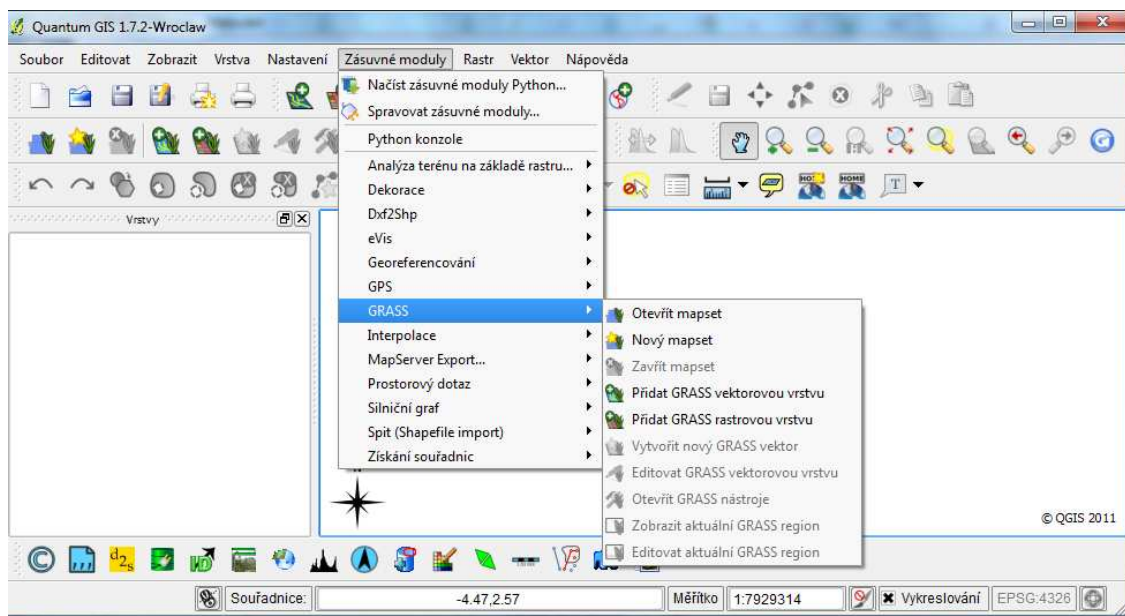 Quantum GIS 1.7.2-Wroclaw
Soubor Editovat Zobrazit Vrstva Nastavení Zásuvné moduly Rastr Vektor Nápověda
Načíst zásuvné moduly Python...
Spravovat zásuvné moduly...
Python konzole
Analýza terénu na základě rastru...
Dekorace
Dxf2Shp
eVis
Georeferencování
GPS
GRASS
Interpolace
MapServer Export...
Prostorový dotaz
Silniční graf
Spit (Shapefile import)
Získání souřadnic
Otevřít mapset
Nový mapset
Zavřít mapset
Přidat GRASS vektorovou vrstvu
Přidat GRASS rastrovou vrstvu
Vytvořit nový GRASS vektor
Editovat GRASS vektorovou vrstvu
Otevřít GRASS nástroje
Zobrazit aktuální GRASS region
Editovat aktuální GRASS region
Vrstvy
© QGIS 2011
Souřadnice: -4.47,2.57 Měřítko 1:7929314 Vykreslování EPSG:4326